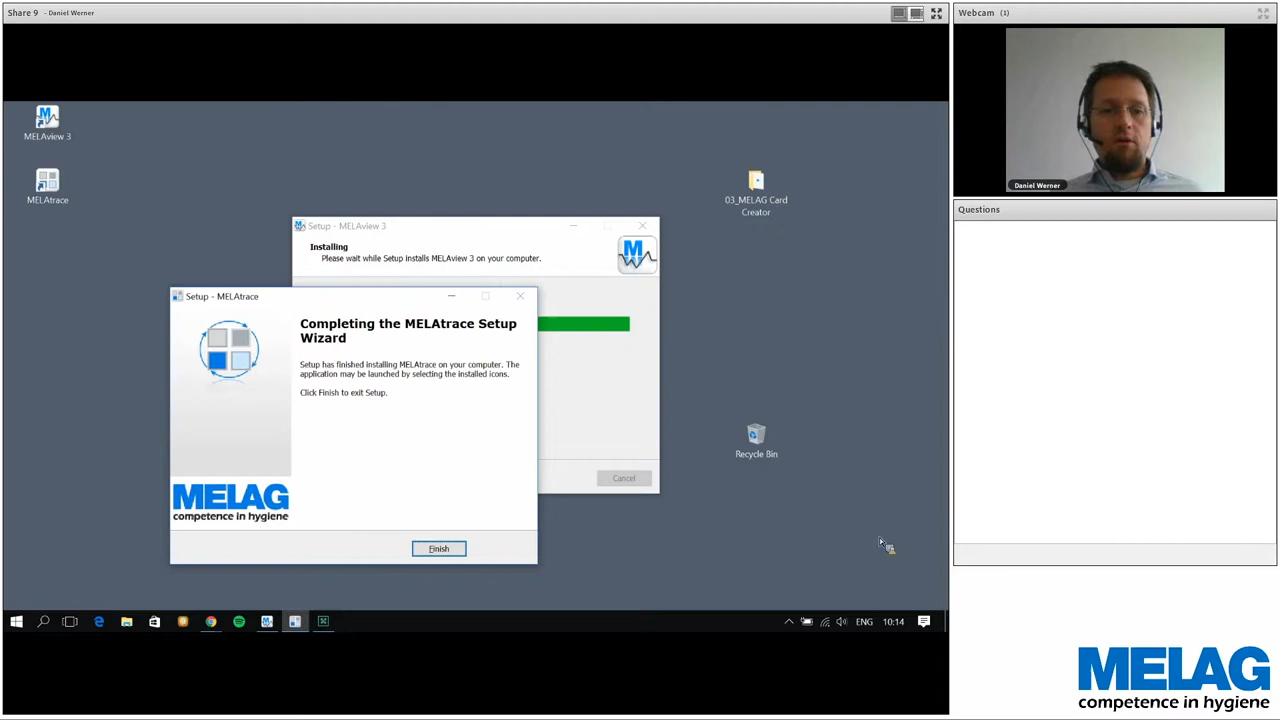 Share 9 - Daniel Werner
Webcam (1)
MELAview 3
MELAtrace
03_MELAG Card
Creator
Setup - MELAview 3
Installing
Please wait while Setup installs MELAview 3 on your computer.
M
Cancel
Setup - MELAtrace
Completing the MELAtrace Setup
Wizard
Setup has finished installing MELAtrace on your computer. The
application may be launched by selecting the installed icons.
Click Finish to exit Setup.
MELAG
competence in hygiene
Finish
Recycle Bin
ENG
10:14
Daniel Werner
Questions
MELAG
competence in hygiene